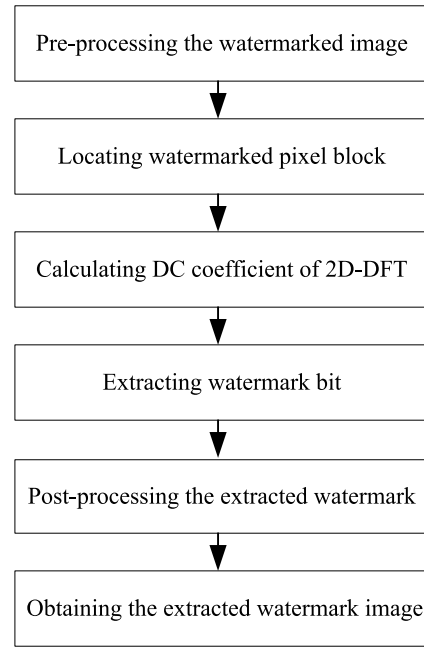 Pre-processing the watermarked image
Locating watermarked pixel block
Calculating DC coefficient of 2D-DFT
Extracting watermark bit
Post-processing the extracted watermark
Obtaining the extracted watermark image